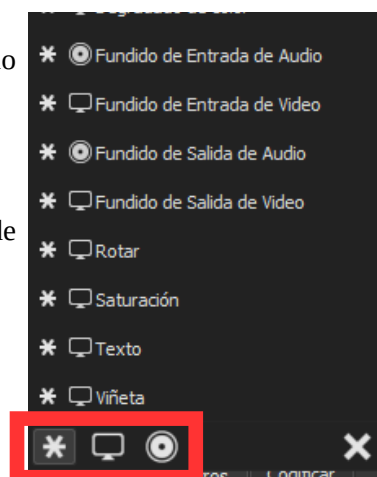 Fundido de Entrada de Audio
Fundido de Entrada de Video
Fundido de Salida de Audio
Fundido de Salida de Video
Rotar
Saturación
Texto
Viñeta
Codificar